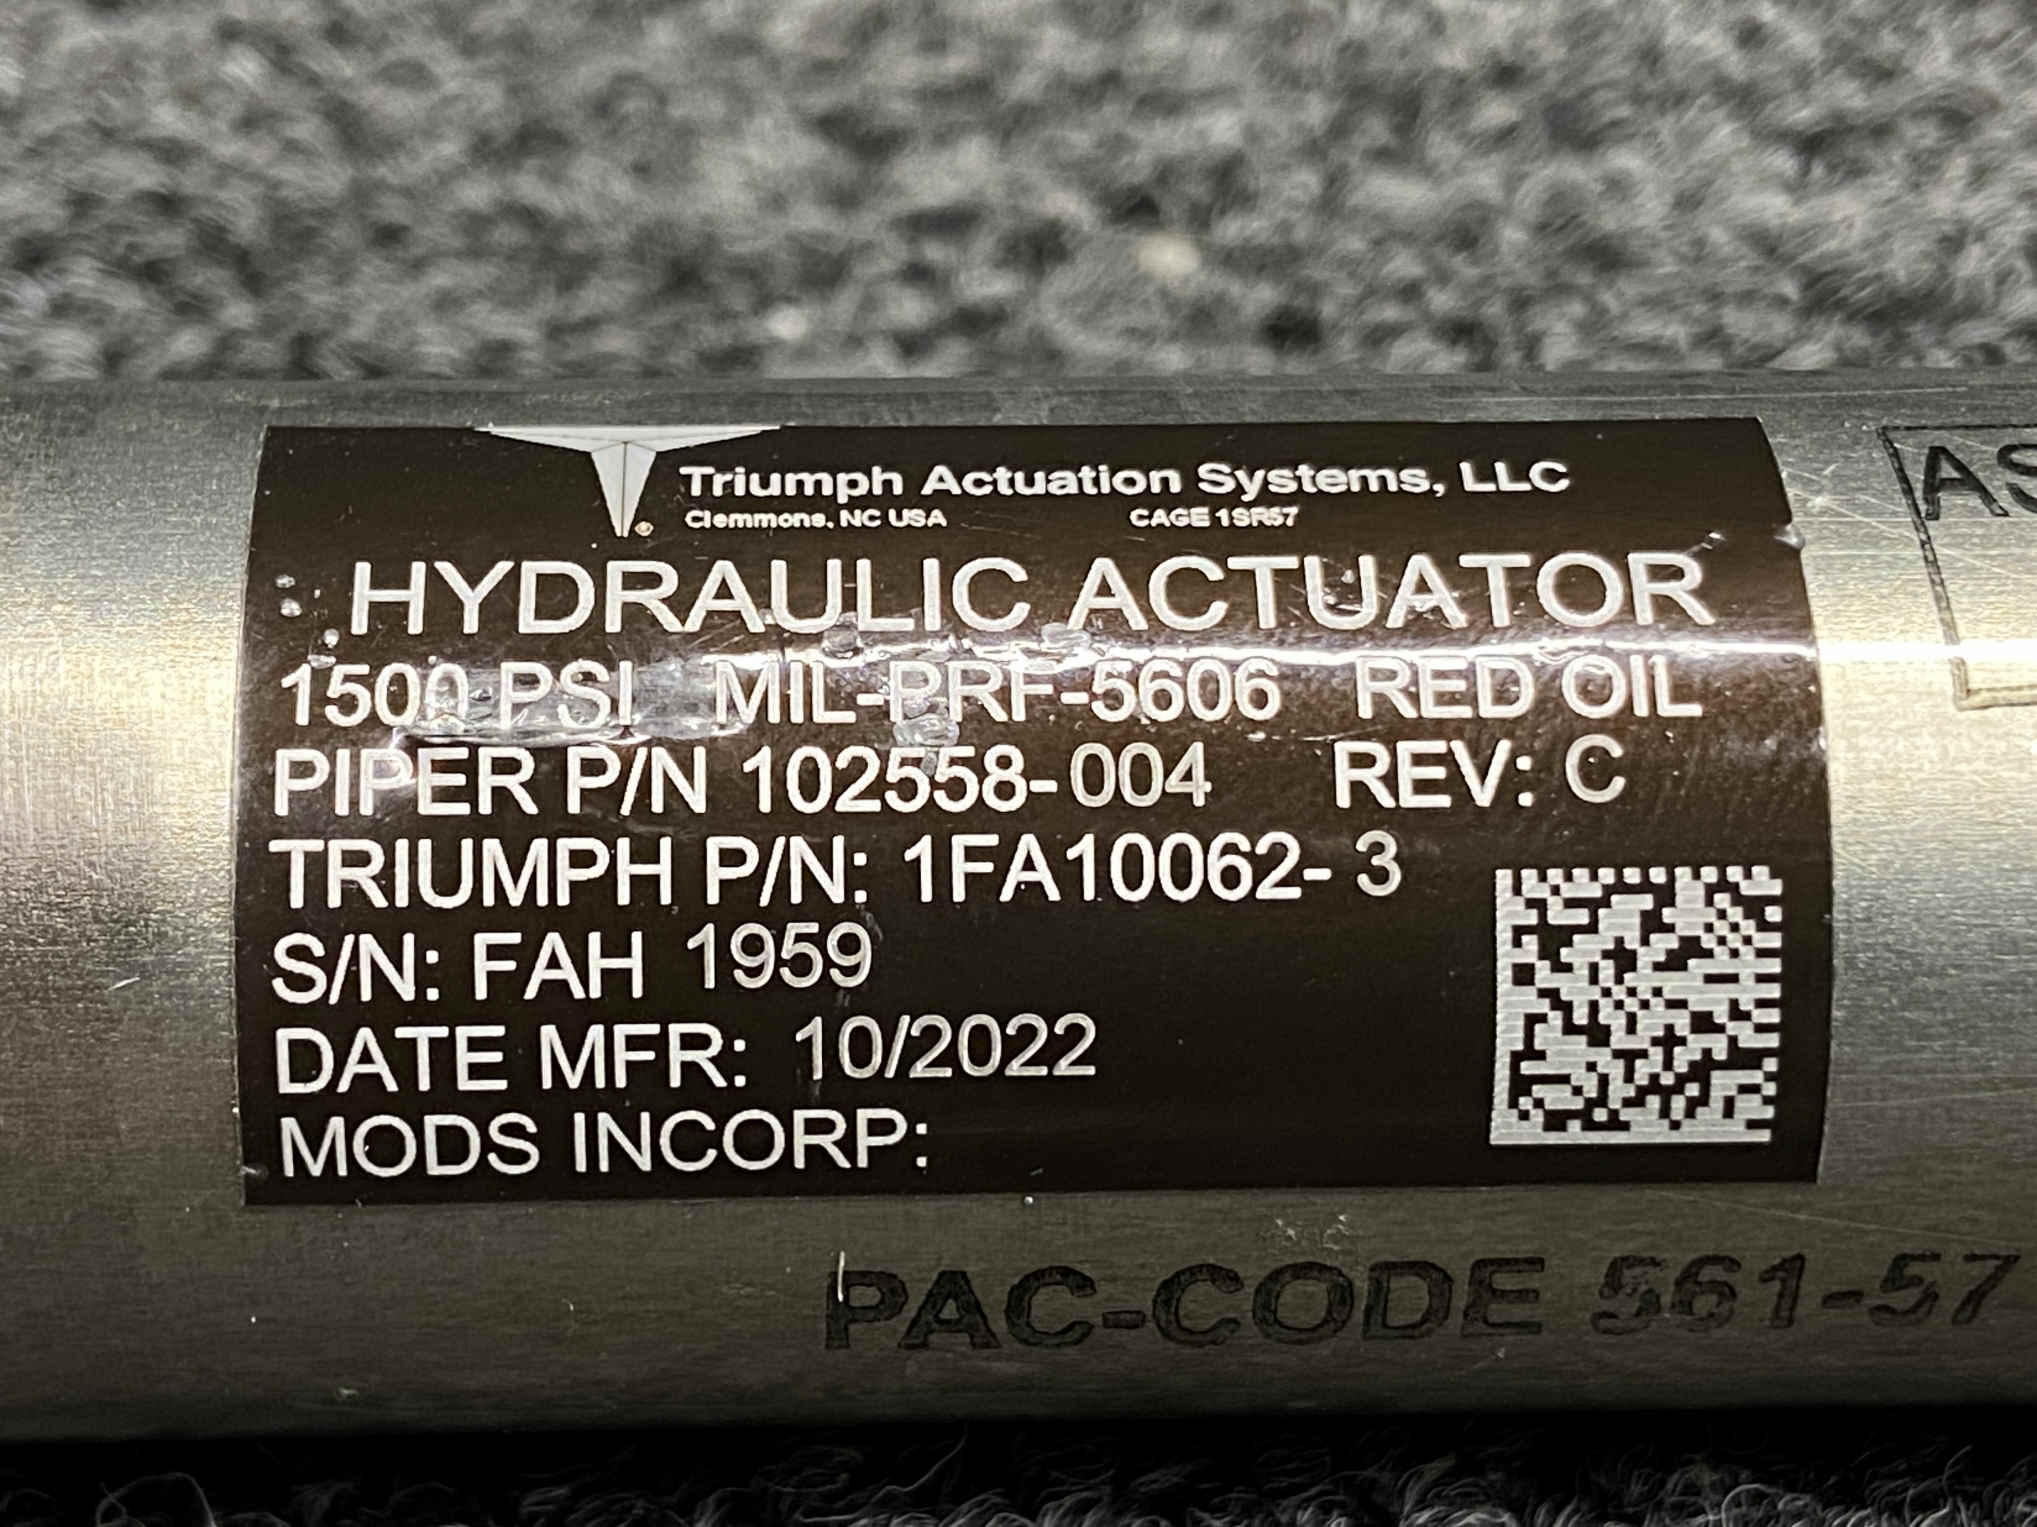 Triumph Actuation Systems, LLC
Clemmons, NC USA CAGE 1SR57
HYDRAULIC ACTUATOR
1500 PSI MIL-PRF-5606 RED OIL
PIPER P/N 102558-004 REV: C
TRIUMPH P/N: 1FA10062-3
S/N: FAH 1959
DATE MFR: 10/2022
MODS INCORP:
AS
PAC-CODE 561-57